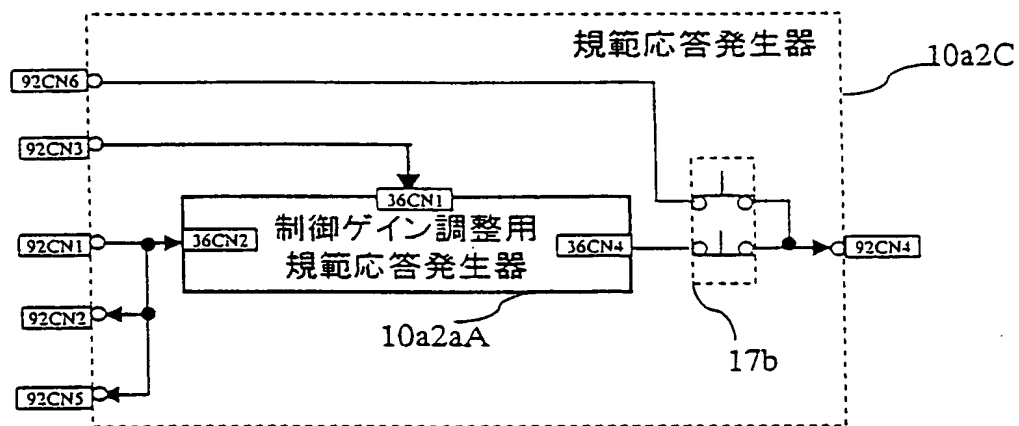 規範応答発生器
10a2C
92CN6
92CN3
36CN1
92CN1
36CN2
制御ゲイン調整用
規範応答発生器
36CN4
92CN4
92CN2
10a2aA
17b
92CN5